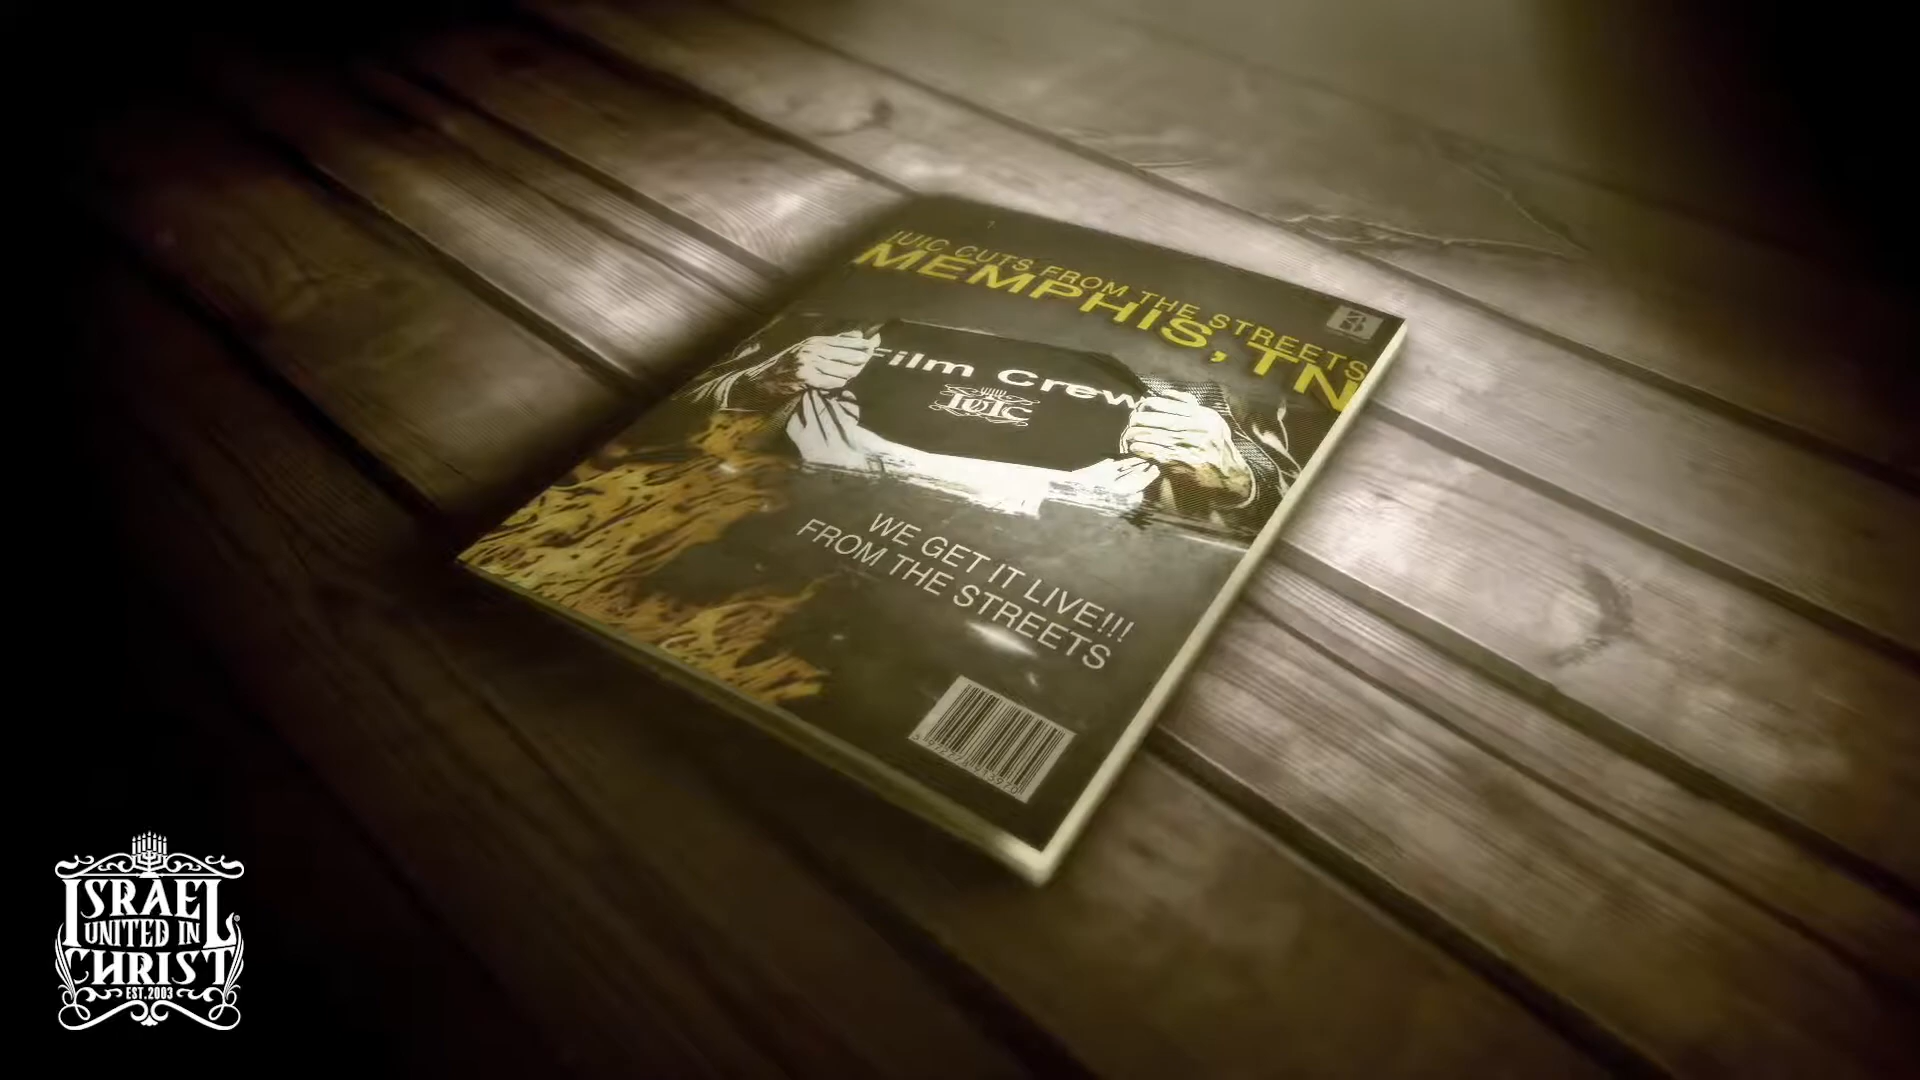 IUIC CUTS FROM THE STREETS
MEMPHIS, TN
Film Crew
IUIC
WE GET IT LIVE!!!
FROM THE STREETS
ISRAEL
UNITED IN
CHRIST
EST. 2003